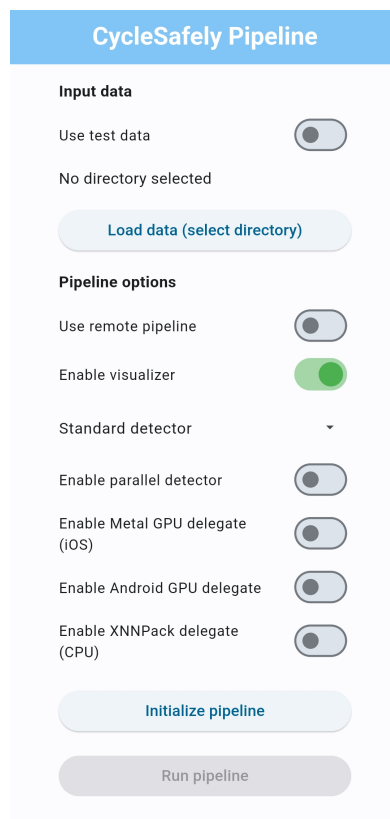 CycleSafely Pipeline
Input data
Use test data
No directory selected
Load data (select directory)
Pipeline options
Use remote pipeline
Enable visualizer
Standard detector
Enable parallel detector
Enable Metal GPU delegate
(iOS)
Enable Android GPU delegate
Enable XNNPack delegate
(CPU)
Initialize pipeline
Run pipeline